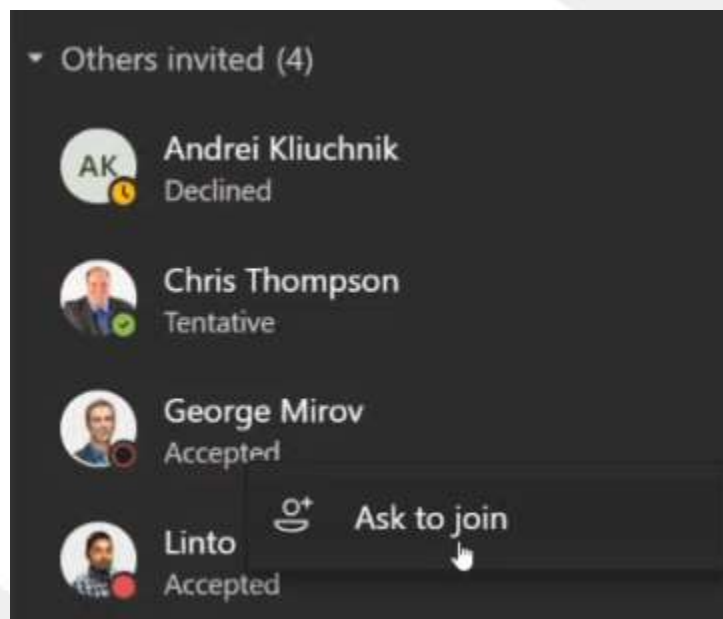 Others invited (4)
AK
Andrei Kliuchnik
Declined
Chris Thompson
Tentative
George Mirov
Accepted
Ask to join
Linto
Accepted